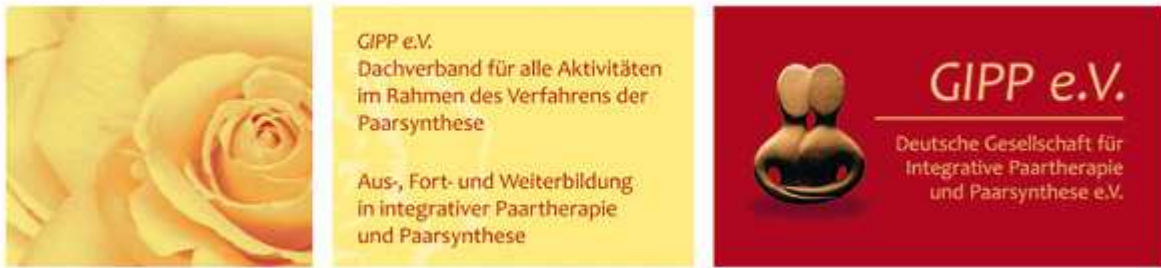 GIPP e.V.
Dachverband für alle Aktivitäten
im Rahmen des Verfahrens der
Paarsynthese
Aus-, Fort- und Weiterbildung
in integrativer Paartherapie
und Paarsynthese
GIPP e.V.
Deutsche Gesellschaft für
Integrative Paartherapie
und Paarsynthese e.V.